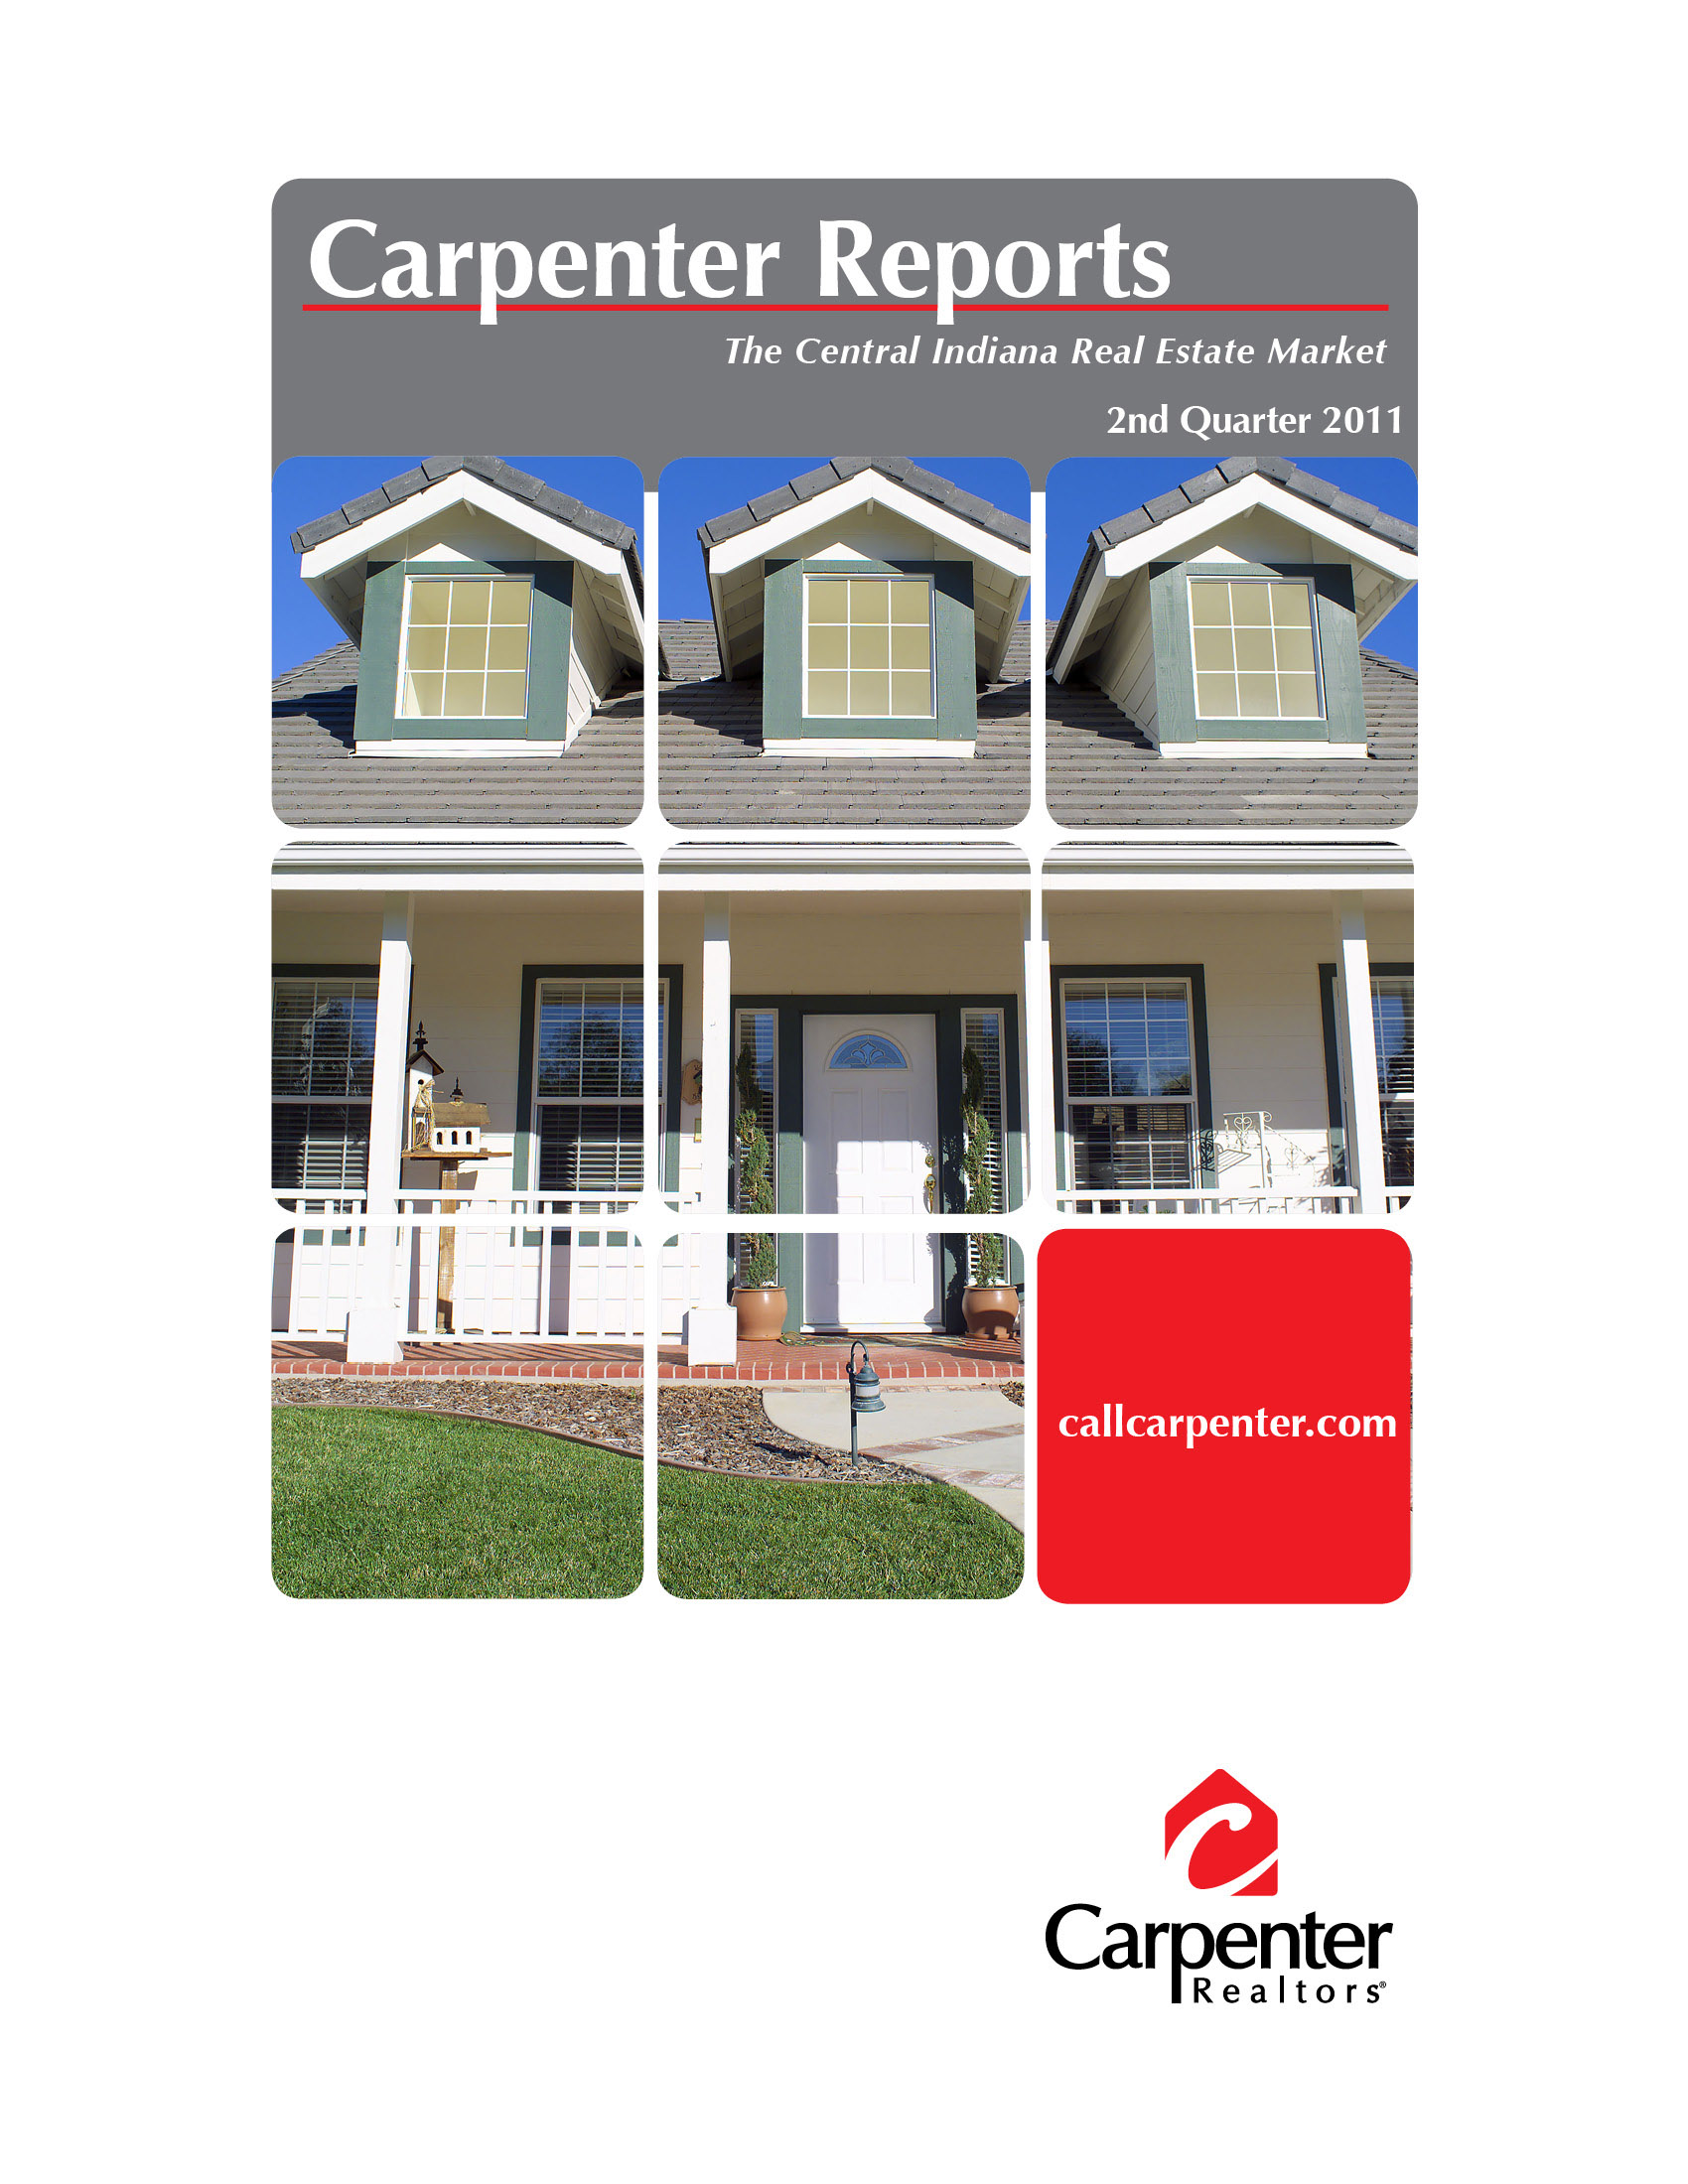 Carpenter Reports
The Central Indiana Real Estate Market
2nd Quarter 2011
callcarpenter.com
Carpenter
Realtors®